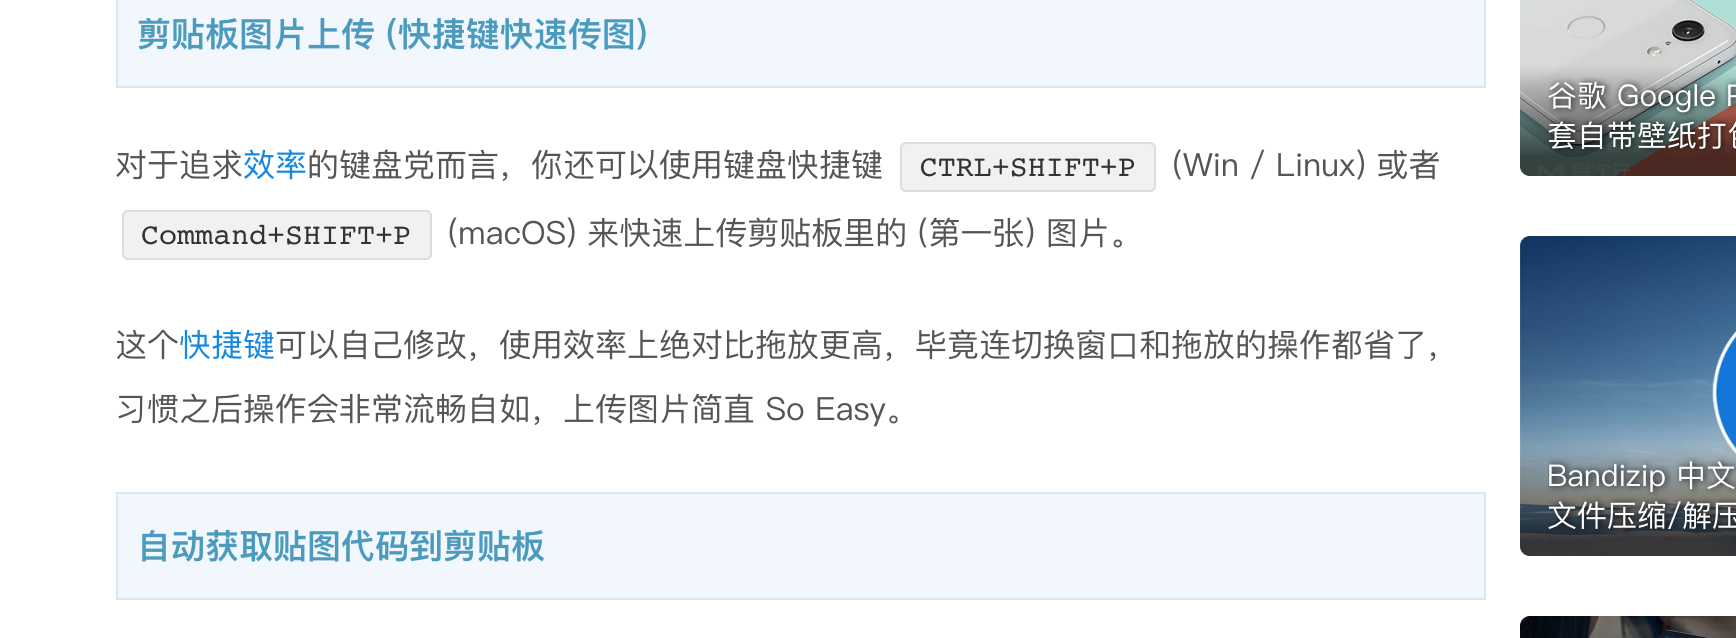 剪贴板图片上传 (快捷键快速传图)
对于追求效率的键盘党而言，你还可以使用键盘快捷键 CTRL+SHIFT+P (Win / Linux) 或者
Command+SHIFT+P (macOS) 来快速上传剪贴板里的 (第一张) 图片。
这个快捷键可以自己修改，使用效率上绝对比拖放更高，毕竟连切换窗口和拖放的操作都省了，
习惯之后操作会非常流畅自如，上传图片简直 So Easy。
自动获取贴图代码到剪贴板
谷歌 Google
套自带壁纸打
Bandizip 中文
文件压缩/解压